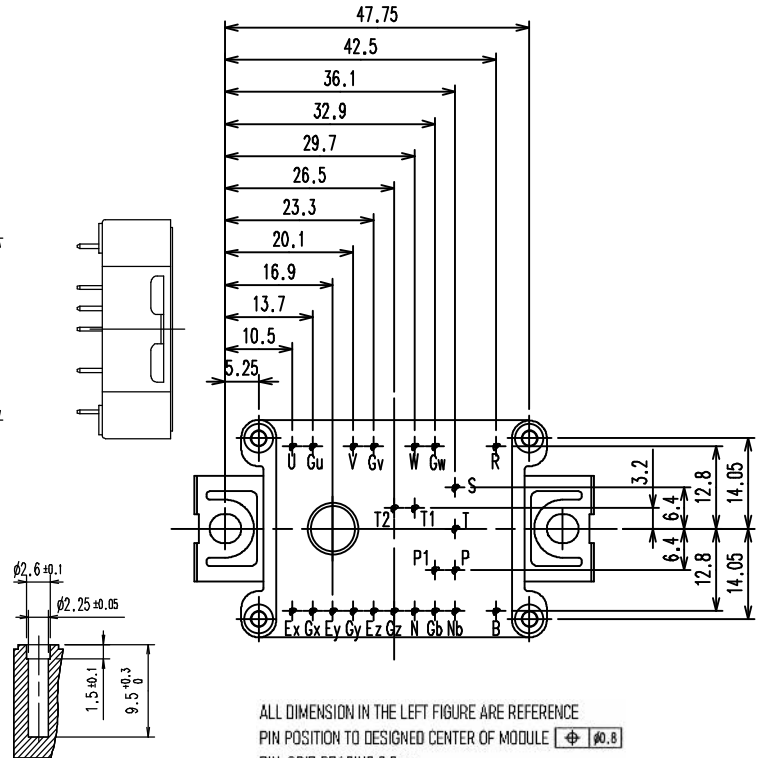 47.75
42.5
36.1
32.9
29.7
26.5
23.3
20.1
16.9
13.7
10.5
5.25
U Gu V Gv W Gw R
S
T2 T1 T
P1 P
Ex Gx Ey Gy Ez Gz N Gb Nb B
3.2
6.4
12.8
14.05
6.4
12.8
14.05
ϕ2.6 ±0.1
ϕ2.25 ±0.05
1.5 ±0.1
9.5 +0.3 0
ALL DIMENSION IN THE LEFT FIGURE ARE REFERENCE
PIN POSITION TO DESIGNED CENTER OF MODULE ⌖ ϕ0.8